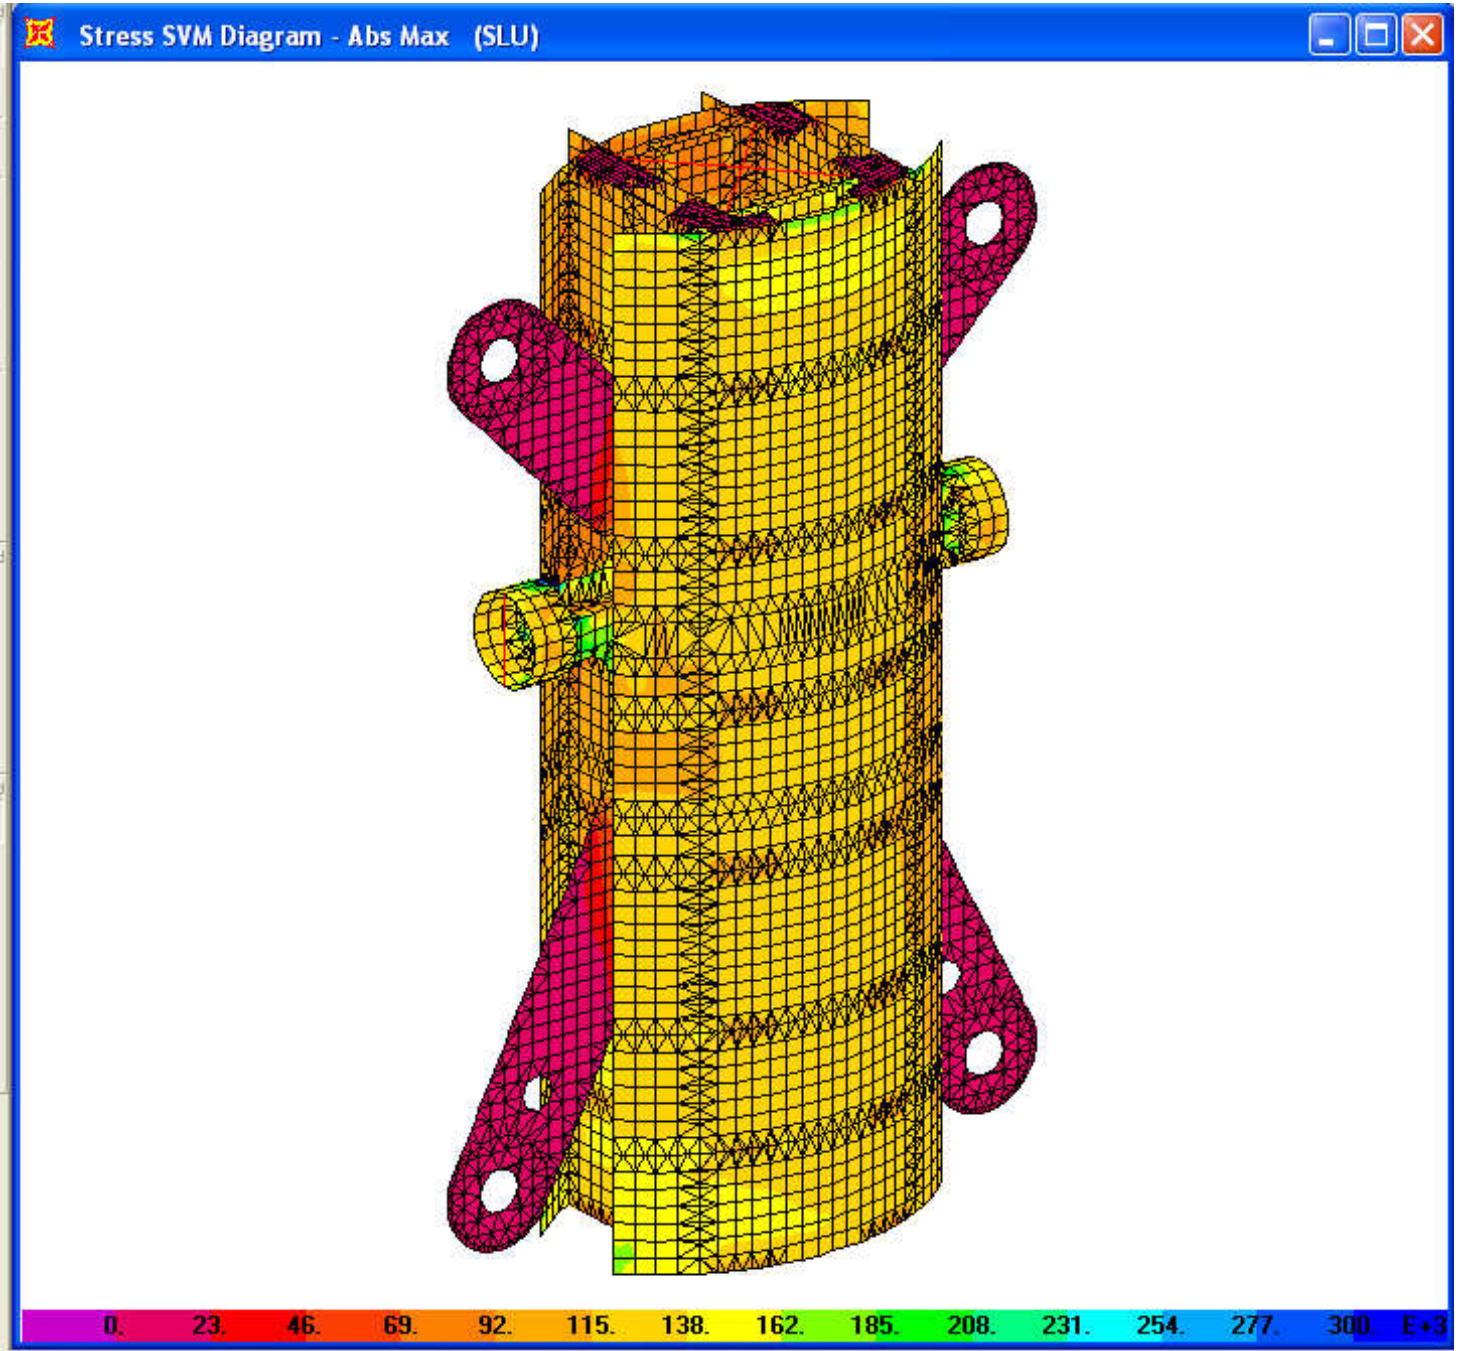 Stress SVM Diagram - Abs Max (SLU)
0. 23. 46. 69. 92. 115. 138. 162. 185. 208. 231. 254. 277. 300. E+3